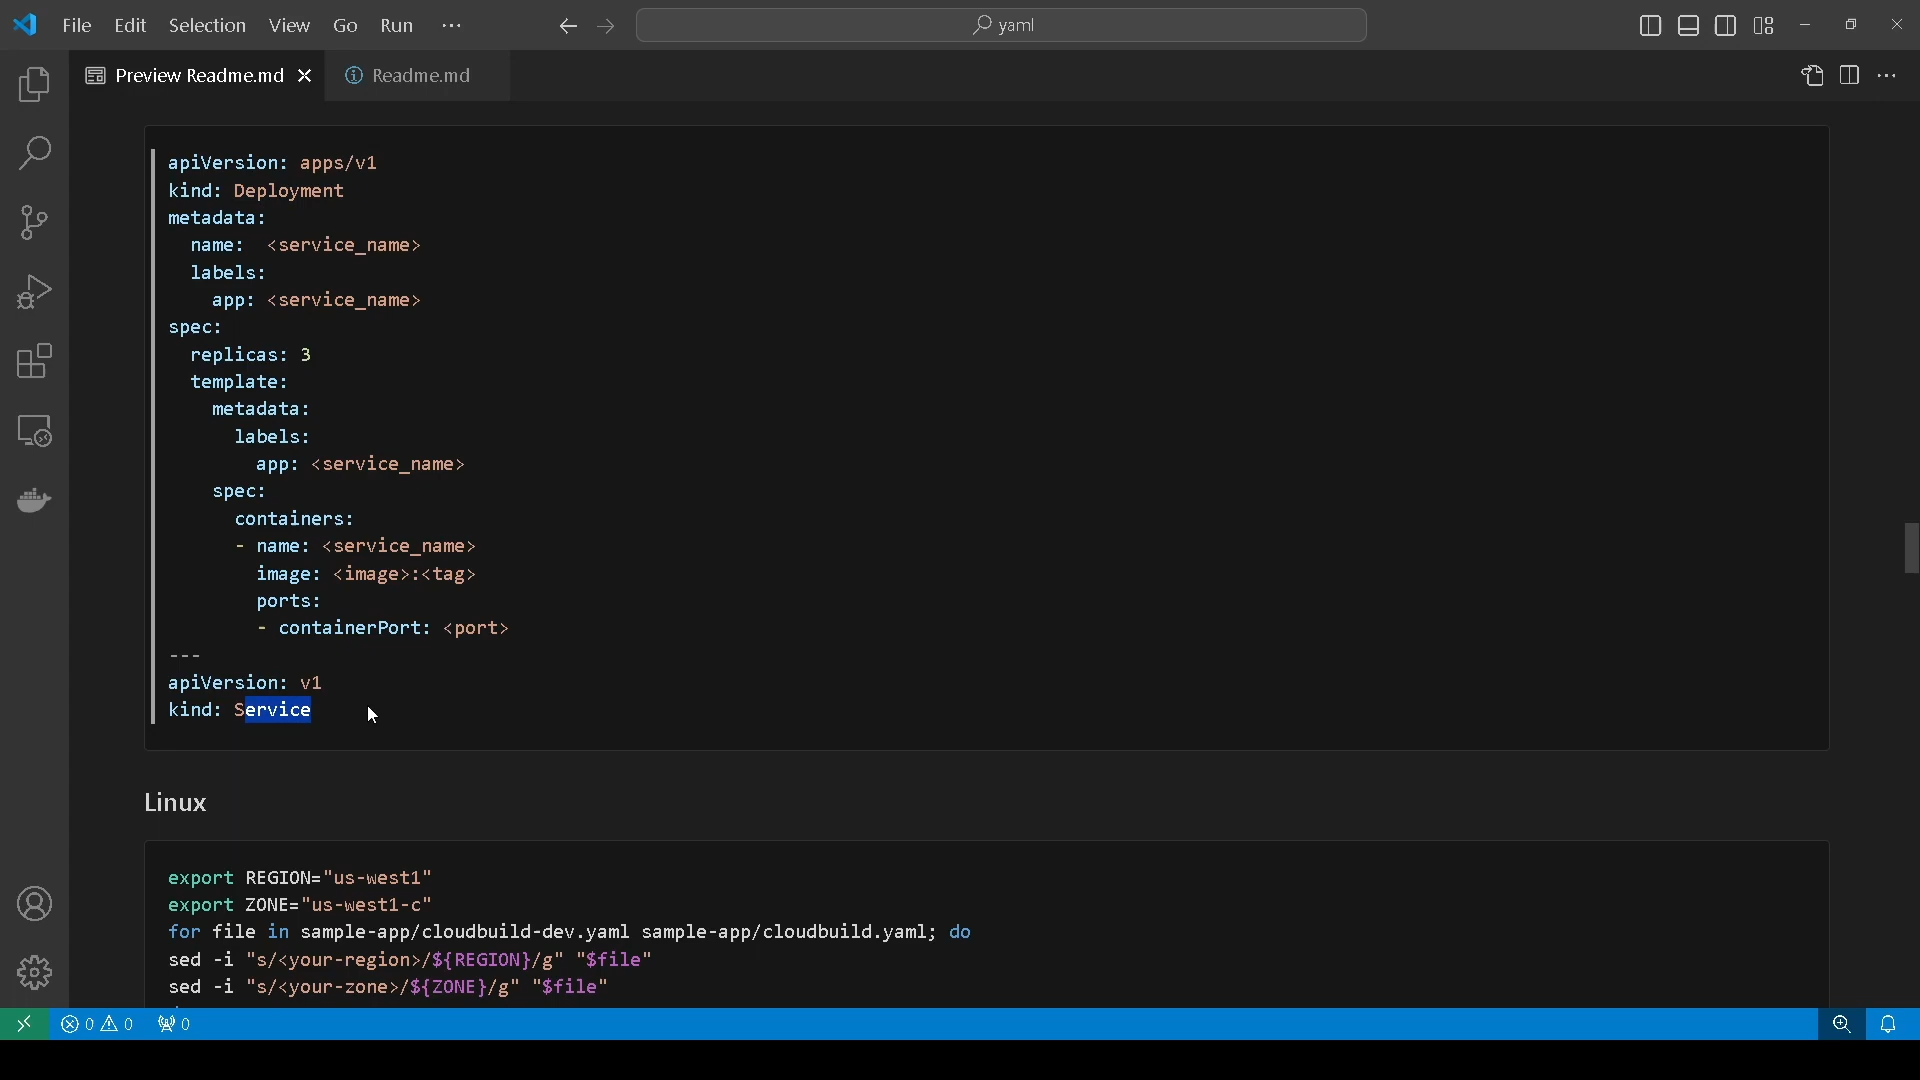 File Edit Selection View Go Run ··· yaml
Preview Readme.md Readme.md
apiVersion: apps/v1
kind: Deployment
metadata:
  name:  <service_name>
  labels:
    app: <service_name>
spec:
  replicas: 3
  template:
    metadata:
      labels:
        app: <service_name>
    spec:
      containers:
      - name: <service_name>
        image: <image>:<tag>
        ports:
        - containerPort: <port>
---
apiVersion: v1
kind: Service
Linux
export REGION="us-west1"
export ZONE="us-west1-c"
for file in sample-app/cloudbuild-dev.yaml sample-app/cloudbuild.yaml; do
sed -i "s/<your-region>/${REGION}/g" "$file"
sed -i "s/<your-zone>/${ZONE}/g" "$file"
0 0 0